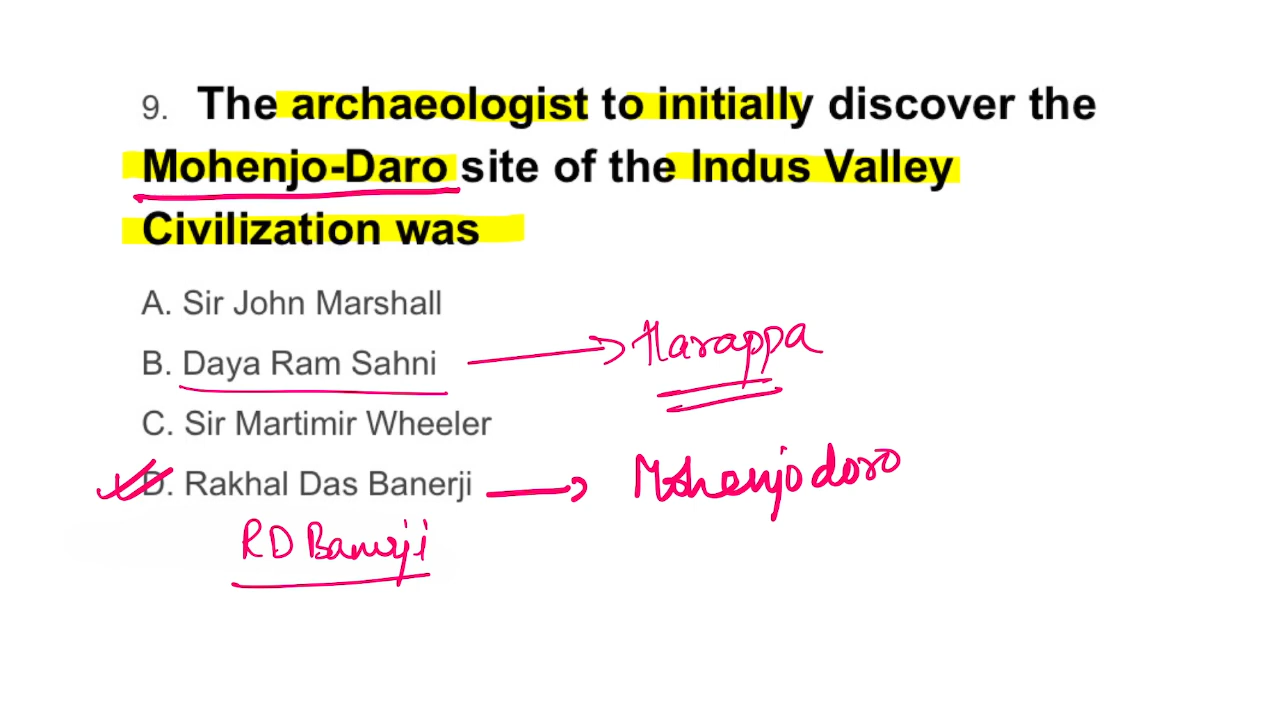 9. The archaeologist to initially discover the
Mohenjo-Daro site of the Indus Valley
Civilization was
A. Sir John Marshall
B. Daya Ram Sahni → Harappa
C. Sir Martimir Wheeler
D. Rakhal Das Banerji → Mohenjodoro
RD Banerji